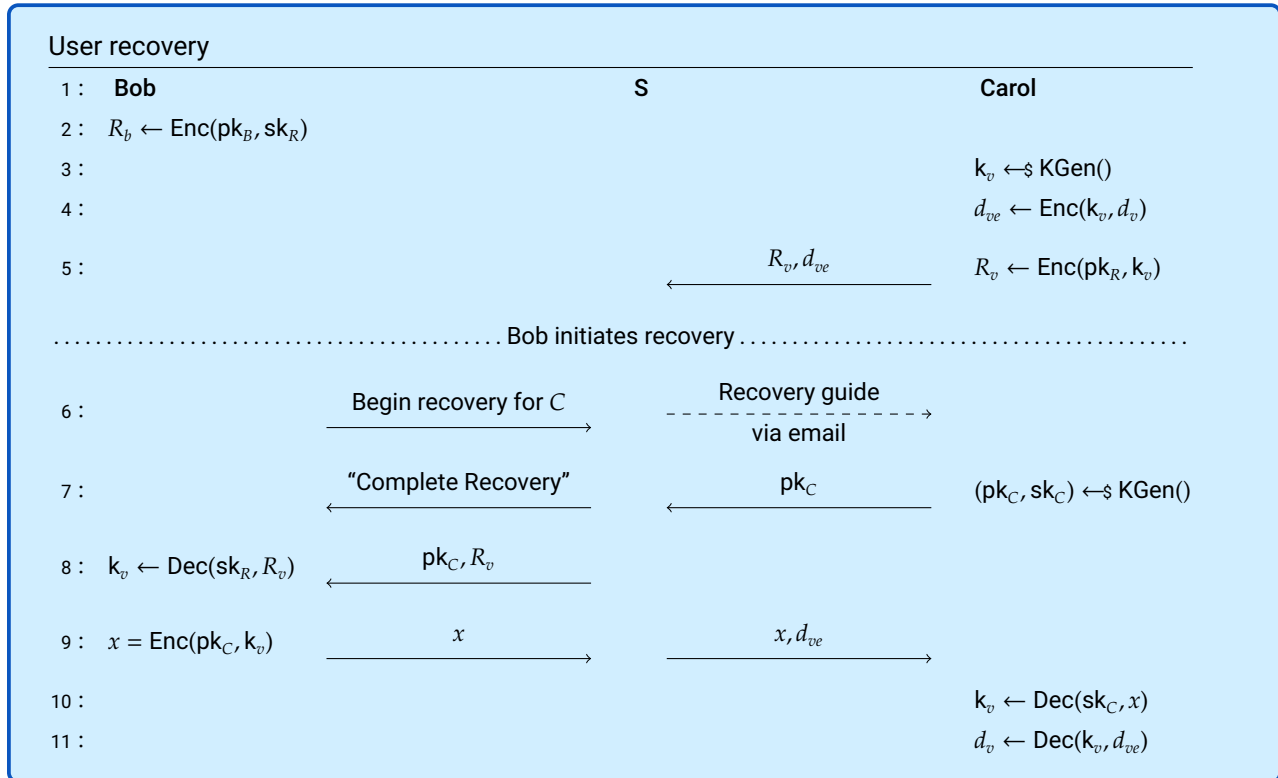 User recovery
1 : Bob S Carol
2 : R_b ← Enc(pk_B, sk_R)
3 : k_v ←$ KGen()
4 : d_ve ← Enc(k_v, d_v)
5 : R_v, d_ve R_v ← Enc(pk_R, k_v)
Bob initiates recovery
6 : Begin recovery for C Recovery guide
via email
7 : “Complete Recovery” pk_C (pk_C, sk_C) ←$ KGen()
8 : k_v ← Dec(sk_R, R_v) pk_C, R_v
9 : x = Enc(pk_C, k_v) x x, d_ve
10 : k_v ← Dec(sk_C, x)
11 : d_v ← Dec(k_v, d_ve)